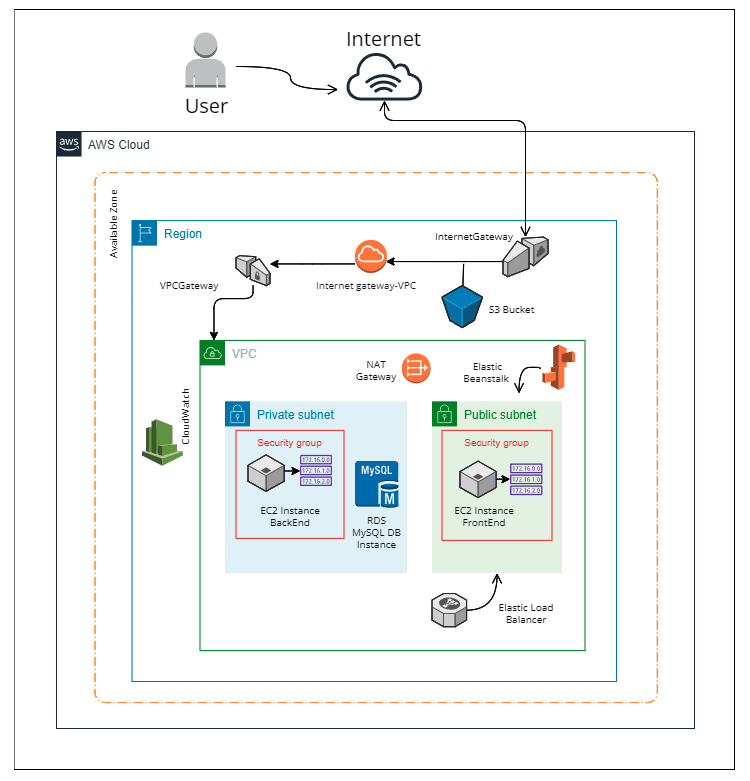 Internet
User
aws
AWS Cloud
Available Zone
Region
InternetGateway
VPCGateway
Internet gateway-VPC
S3 Bucket
VPC
NAT
Gateway
Elastic
Beanstalk
CloudWatch
Private subnet
Public subnet
Security group
172.16.0.0
172.16.1.0
172.16.2.0
EC2 Instance
BackEnd
MySQL
M
RDS
MySQL DB
Instance
Security group
172.16.0.0
172.16.1.0
172.16.2.0
EC2 Instance
FrontEnd
Elastic Load
Balancer